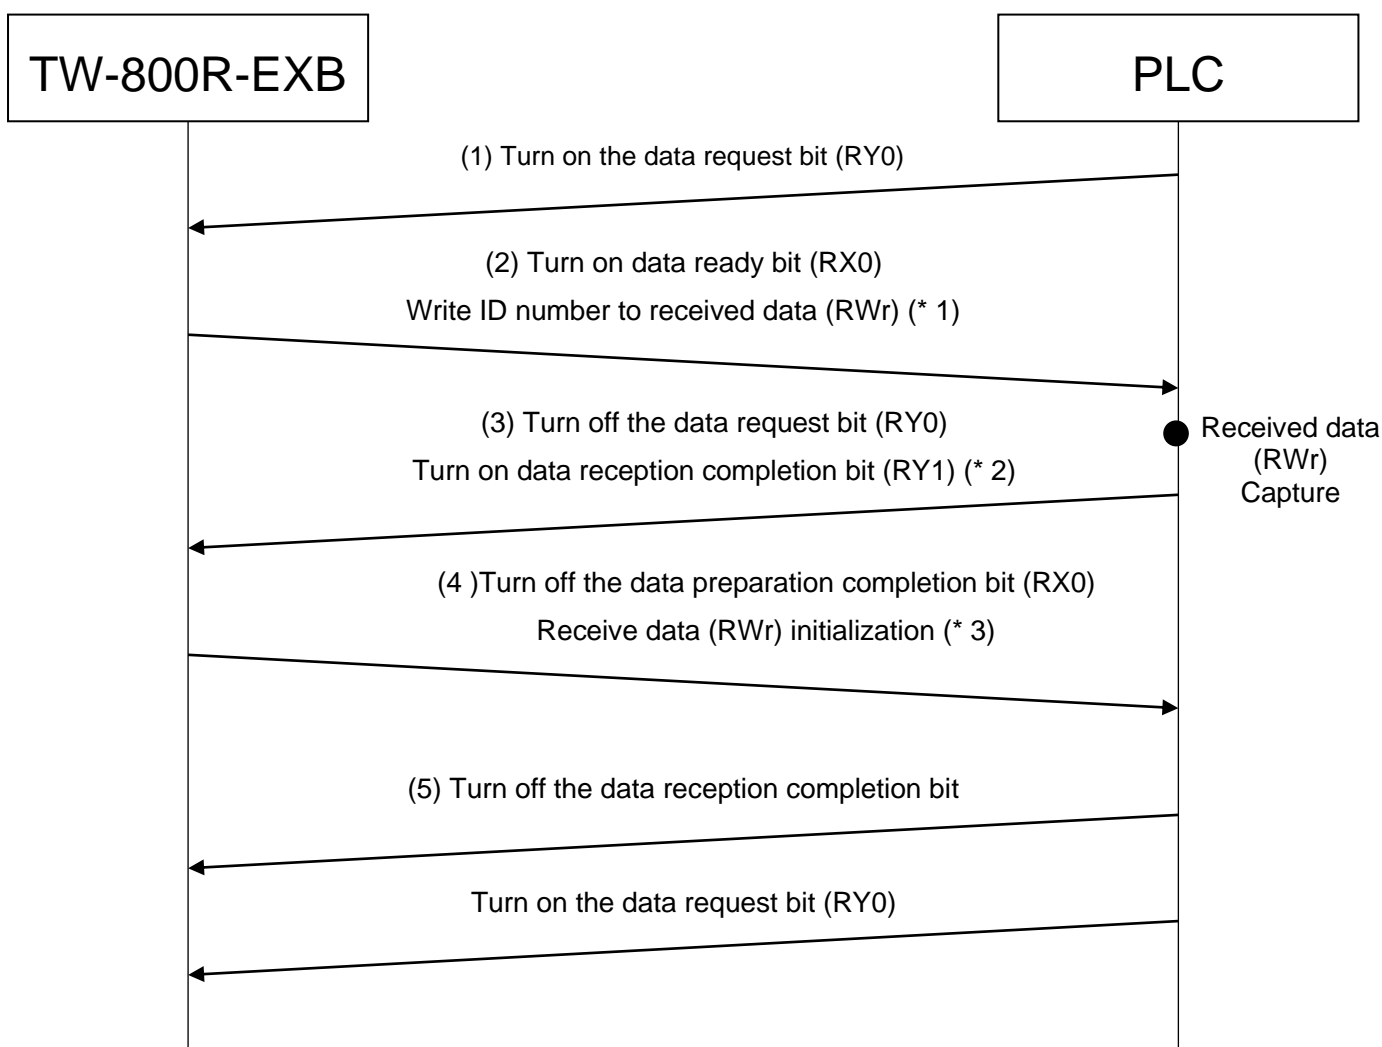 TW-800R-EXB
PLC
(1) Turn on the data request bit (RY0)
(2) Turn on data ready bit (RX0)
Write ID number to received data (RWr) (* 1)
(3) Turn off the data request bit (RY0)
Turn on data reception completion bit (RY1) (* 2)
Received data
(RWr)
Capture
(4 )Turn off the data preparation completion bit (RX0)
Receive data (RWr) initialization (* 3)
(5) Turn off the data reception completion bit
Turn on the data request bit (RY0)